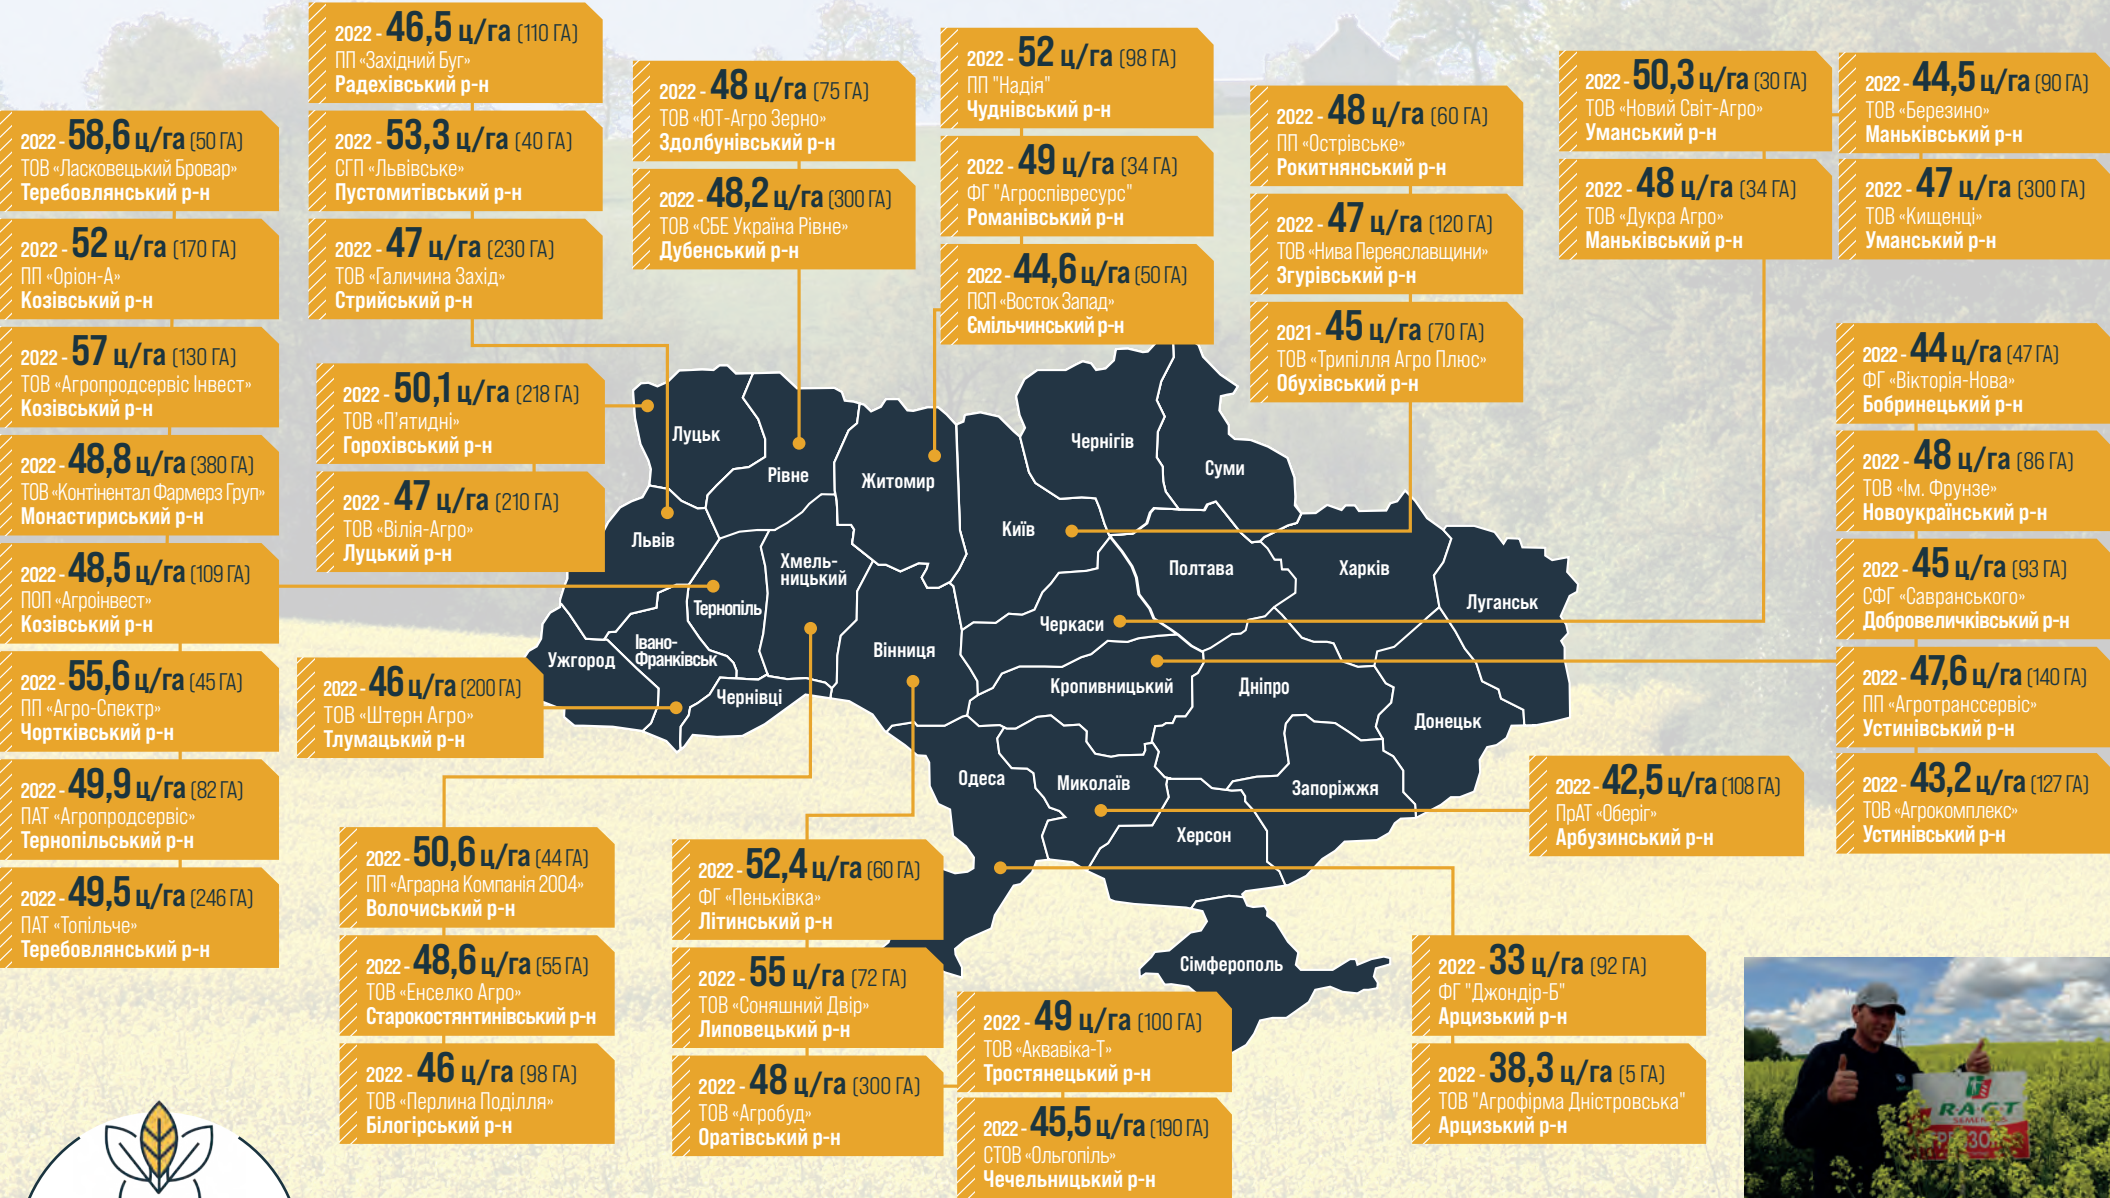 2022 - 58,6 ц/га (50 ГА)
ТОВ «Ласковецький Бровар»
Теребовлянський р-н
2022 - 52 ц/га (170 ГА)
ПП «Оріон-А»
Козівський р-н
2022 - 57 ц/га (130 ГА)
ТОВ «Агропродсервіс Інвест»
Козівський р-н
2022 - 48,8 ц/га (380 ГА)
ТОВ «Контінентал Фармерз Груп»
Монастириський р-н
2022 - 48,5 ц/га (109 ГА)
ПОП «Агроінвест»
Козівський р-н
2022 - 55,6 ц/га (45 ГА)
ПП «Агро-Спектр»
Чортківський р-н
2022 - 49,9 ц/га (82 ГА)
ПАТ «Агропродсервіс»
Тернопільський р-н
2022 - 49,5 ц/га (246 ГА)
ПАТ «Топільче»
Теребовлянський р-н
2022 - 46,5 ц/га (110 ГА)
ПП «Західний Буг»
Радехівський р-н
2022 - 53,3 ц/га (40 ГА)
СГП «Львівське»
Пустомитівський р-н
2022 - 47 ц/га (230 ГА)
ТОВ «Галичина Захід»
Стрийський р-н
2022 - 50,1 ц/га (218 ГА)
ТОВ «П'ятидні»
Горохівський р-н
2022 - 47 ц/га (210 ГА)
ТОВ «Вілія-Агро»
Луцький р-н
2022 - 46 ц/га (200 ГА)
ТОВ «Штерн Агро»
Тлумацький р-н
2022 - 50,6 ц/га (44 ГА)
ПП «Аграрна Компанія 2004»
Волочиський р-н
2022 - 48,6 ц/га (55 ГА)
ТОВ «Енселко Агро»
Старокостянтинівський р-н
2022 - 46 ц/га (98 ГА)
ТОВ «Перлина Поділля»
Білогірський р-н
2022 - 48 ц/га (75 ГА)
ТОВ «ЮТ-Агро Зерно»
Здолбунівський р-н
2022 - 48,2 ц/га (300 ГА)
ТОВ «СБЕ Україна Рівне»
Дубенський р-н
2022 - 52 ц/га (98 ГА)
ПП "Надія"
Чуднівський р-н
2022 - 49 ц/га (34 ГА)
ФГ "Агроспівресурс"
Романівський р-н
2022 - 44,6 ц/га (50 ГА)
ПСП «Восток Запад»
Ємільчинський р-н
2022 - 48 ц/га (60 ГА)
ПП «Острівське»
Рокитнянський р-н
2022 - 47 ц/га (120 ГА)
ТОВ «Нива Переяславщини»
Згурівський р-н
2021 - 45 ц/га (70 ГА)
ТОВ «Трипілля Агро Плюс»
Обухівський р-н
2022 - 50,3 ц/га (30 ГА)
ТОВ «Новий Світ-Агро»
Уманський р-н
2022 - 48 ц/га (34 ГА)
ТОВ «Дукра Агро»
Маньківський р-н
2022 - 44,5 ц/га (90 ГА)
ТОВ «Березино»
Маньківський р-н
2022 - 47 ц/га (300 ГА)
ТОВ «Кищенці»
Уманський р-н
2022 - 44 ц/га (47 ГА)
ФГ «Вікторія-Нова»
Бобринецький р-н
2022 - 48 ц/га (86 ГА)
ТОВ «Ім. Фрунзе»
Новоукраїнський р-н
2022 - 45 ц/га (93 ГА)
СФГ «Савранського»
Добровеличківський р-н
2022 - 47,6 ц/га (140 ГА)
ПП «Агротранссервіс»
Устинівський р-н
2022 - 43,2 ц/га (127 ГА)
ТОВ «Агрокомплекс»
Устинівський р-н
2022 - 42,5 ц/га (108 ГА)
ПрАТ «Оберіг»
Арбузинський р-н
Луцьк
Рівне
Житомир
Чернігів
Суми
Львів
Київ
Хмель-
ницький
Полтава
Харків
Луганськ
Тернопіль
Черкаси
Івано-
Франківськ
Ужгород
Вінниця
Чернівці
Кропивницький
Дніпро
Донецьк
Одеса
Миколаїв
Запоріжжя
Херсон
Сімферополь
2022 - 52,4 ц/га (60 ГА)
ФГ «Пеньківка»
Літинський р-н
2022 - 55 ц/га (72 ГА)
ТОВ «Соняшний Двір»
Липовецький р-н
2022 - 48 ц/га (300 ГА)
ТОВ «Агробуд»
Оратівський р-н
2022 - 49 ц/га (100 ГА)
ТОВ «Аквавіка-Т»
Тростянецький р-н
2022 - 45,5 ц/га (190 ГА)
СТОВ «Ольгопіль»
Чечельницький р-н
2022 - 33 ц/га (92 ГА)
ФГ "Джондір-Б"
Арцизький р-н
2022 - 38,3 ц/га (5 ГА)
ТОВ "Агрофірма Дністровська"
Арцизький р-н
RAGT